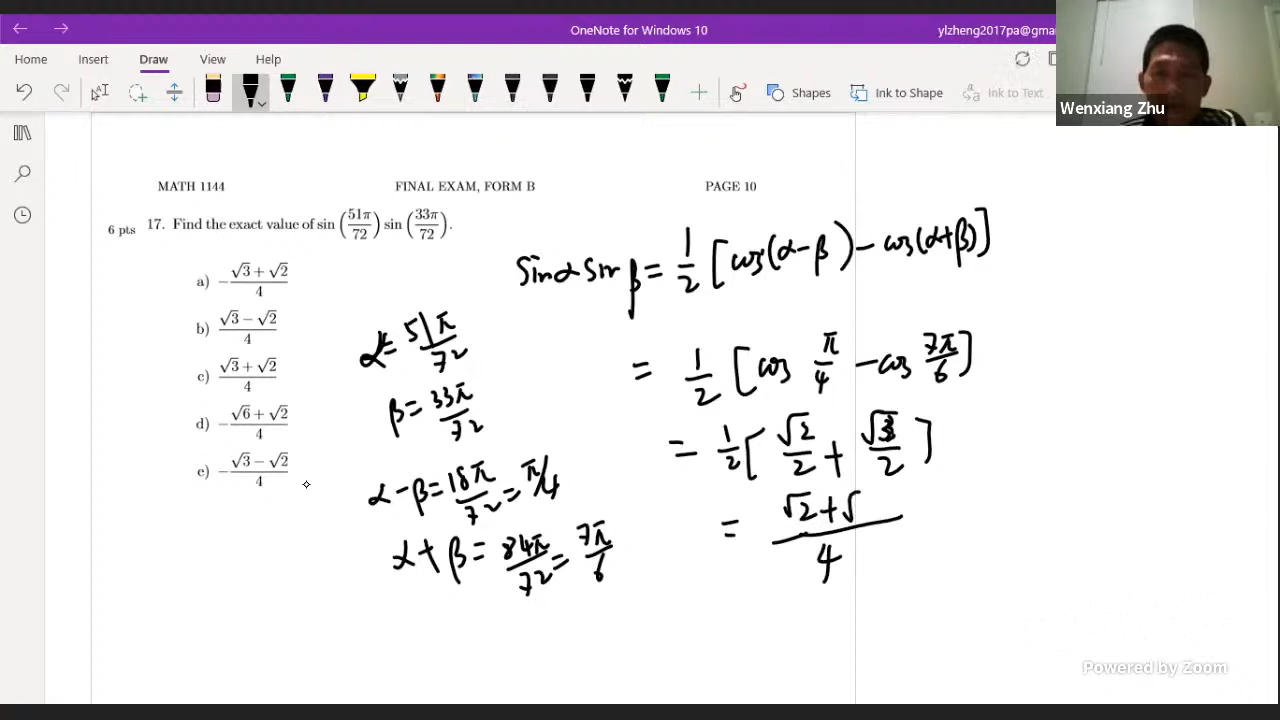 OneNote for Windows 10
ylzheng2017pa@gma
Home Insert Draw View Help
Shapes Ink to Shape Ink to Text
Wenxiang Zhu
MATH 1144 FINAL EXAM, FORM B PAGE 10
6 pts 17. Find the exact value of sin (51π/72) sin (33π/72).
a) -(√3 + √2)/4
b) (√3 − √2)/4
c) (√3 + √2)/4
d) -(√6 + √2)/4
e) -(√3 − √2)/4
sin α sin β = 1/2 [cos(α−β) − cos(α+β)]
α = 51π/72
β = 33π/72
α − β = 18π/72 = π/4
α + β = 84π/72 = 7π/6
= 1/2 [cos π/4 − cos 7π/6]
= 1/2 [√2/2 + √3/2]
= (√2 + √)/4
Powered by Zoom